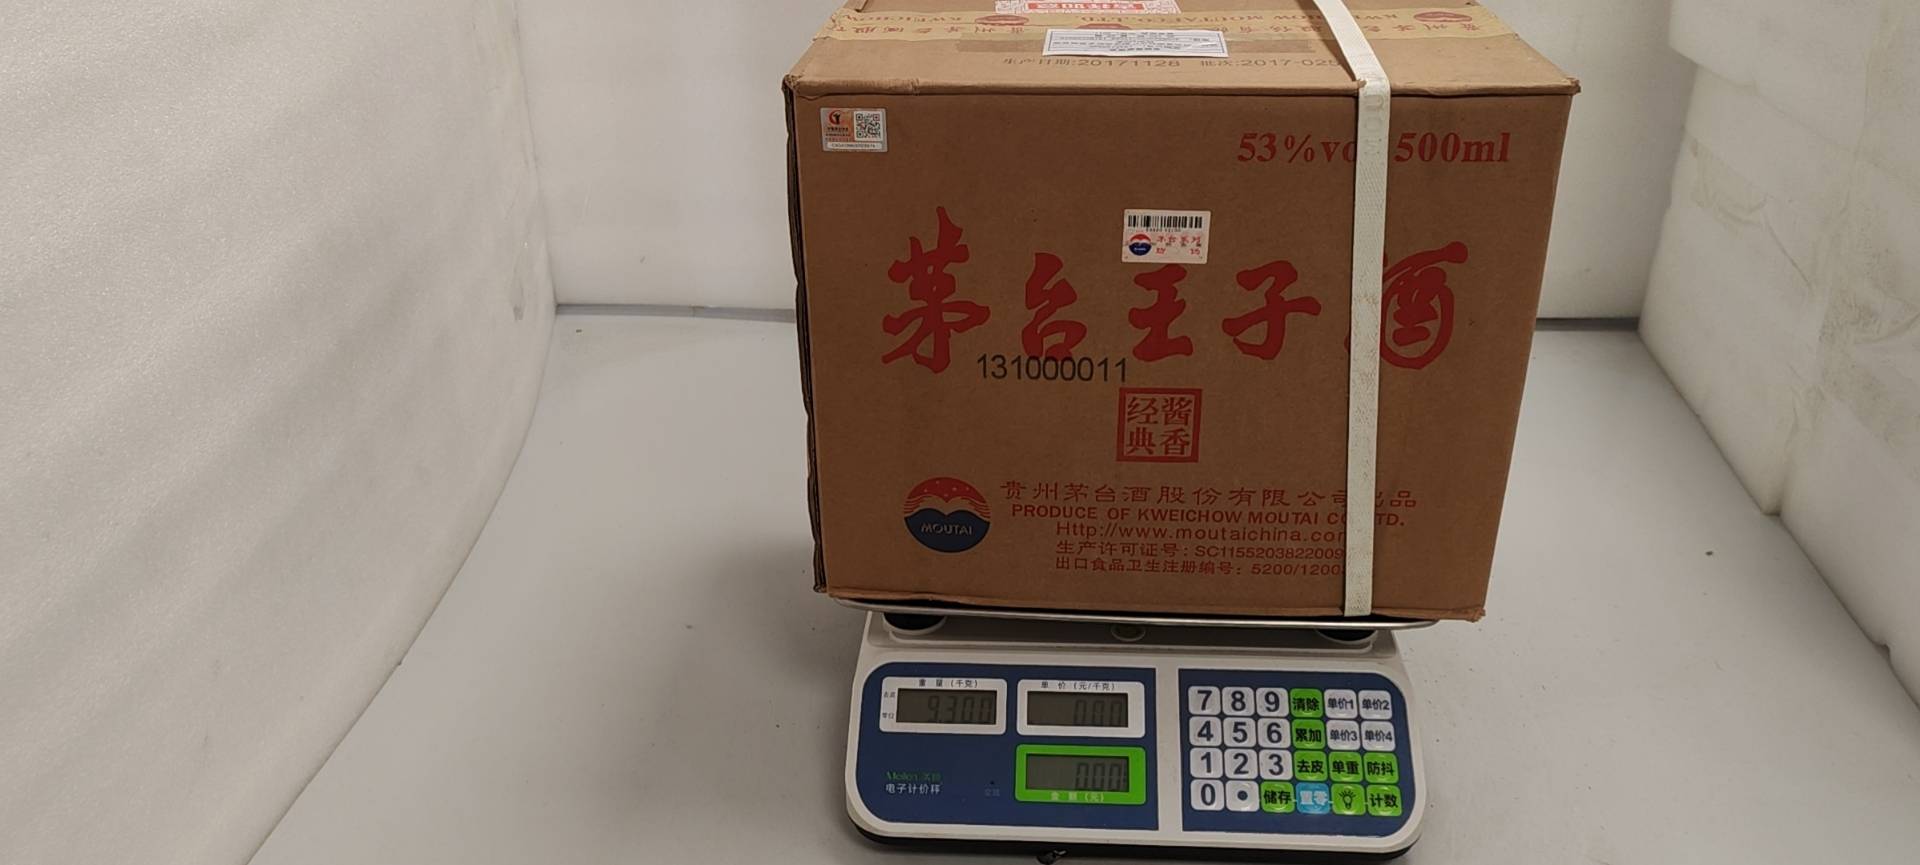 生产日期:20171128 批次:2017-025
53%vo 500ml
茅台王子酒
131000011
经典
酱香
MOUTAI
贵州茅台酒股份有限公司出品
PRODUCE OF KWEICHOW MOUTAI CO LTD.
Http://www.moutaichina.com
生产许可证号: SC1155203822009
出口食品卫生注册编号: 5200/1200
重量(千克)
单价(元/千克)
9.300
0.00
0.00
金额(元)
电子计价秤
7 8 9 清除 单价1 单价2
4 5 6 累加 单价3 单价4
1 2 3 去皮 单重 防抖
0 • 储存 置零 计数